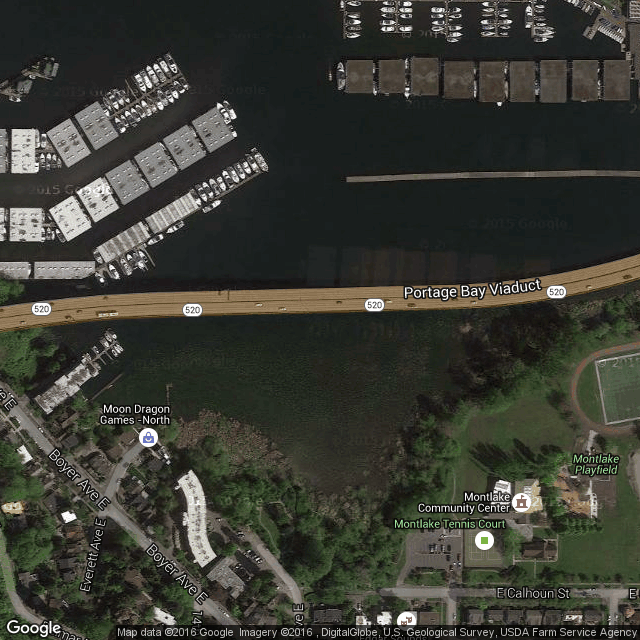 © 2015 Google
© 2015 Google
© 2015 Google
Portage Bay Viaduct
520
520
520
520
Moon Dragon
Games - North
Boyer Ave E
Everett Ave E
Boyer Ave E
Montlake
Playfield
Montlake
Community Center
Montlake Tennis Court
E Calhoun St
Google
Map data ©2016 Google Imagery ©2016 , DigitalGlobe, U.S. Geological Survey, USDA Farm Service Agen